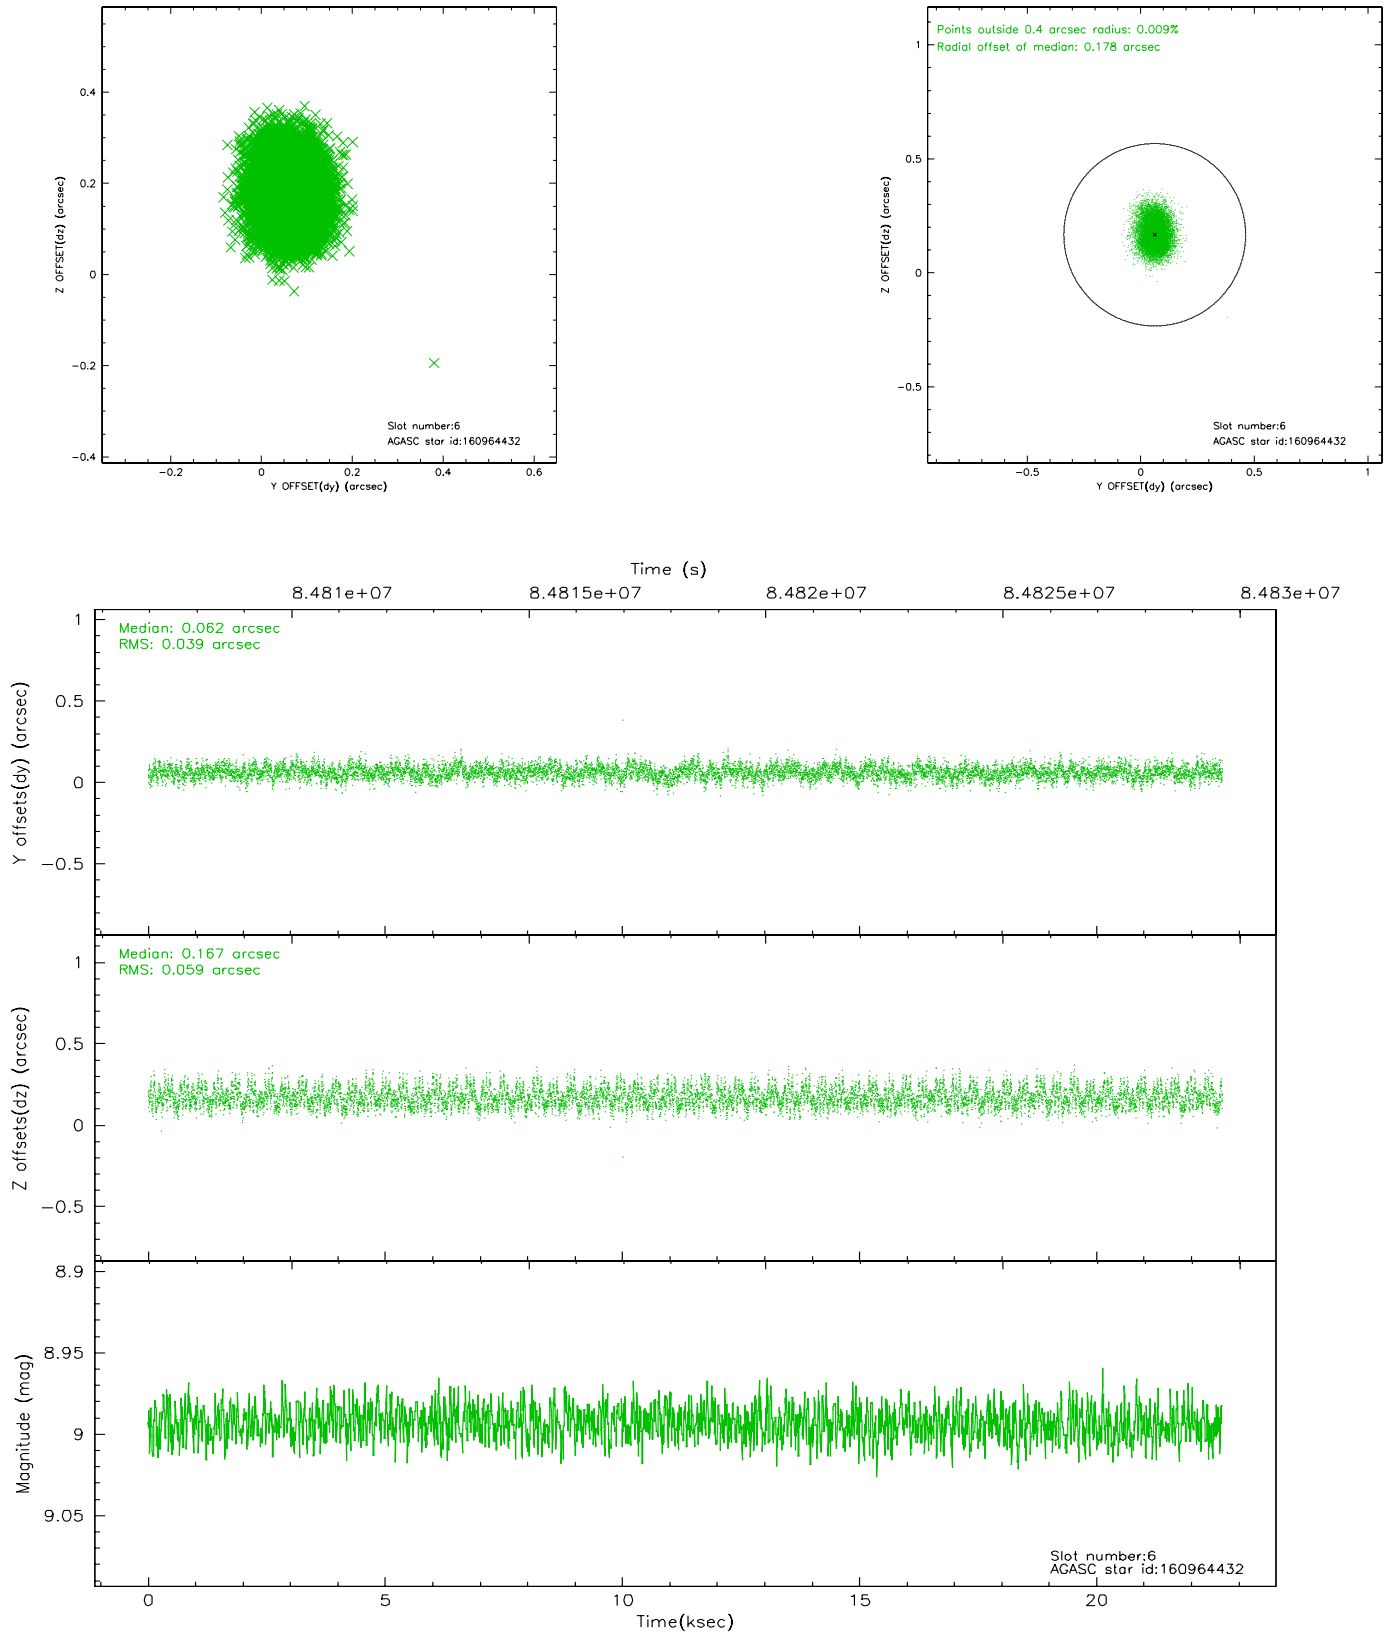 0.4
0.2
0
−0.2
−0.4
Z OFFSET(dz) (arcsec)
Slot number:6
AGASC star id:160964432
−0.2
0
0.2
0.4
0.6
Y OFFSET(dy) (arcsec)
Points outside 0.4 arcsec radius: 0.009%
Radial offset of median: 0.178 arcsec
1
0.5
0
−0.5
Z OFFSET(dz) (arcsec)
Slot number:6
AGASC star id:160964432
−0.5
0
0.5
1
Y OFFSET(dy) (arcsec)
Time (s)
8.481e+07
8.4815e+07
8.482e+07
8.4825e+07
8.483e+07
Median: 0.062 arcsec
RMS: 0.039 arcsec
1
0.5
0
−0.5
Y offsets(dy) (arcsec)
Median: 0.167 arcsec
RMS: 0.059 arcsec
1
0.5
0
−0.5
Z offsets(dz) (arcsec)
8.9
8.95
9
9.05
Magnitude (mag)
Slot number:6
AGASC star id:160964432
0
5
10
15
20
Time(ksec)